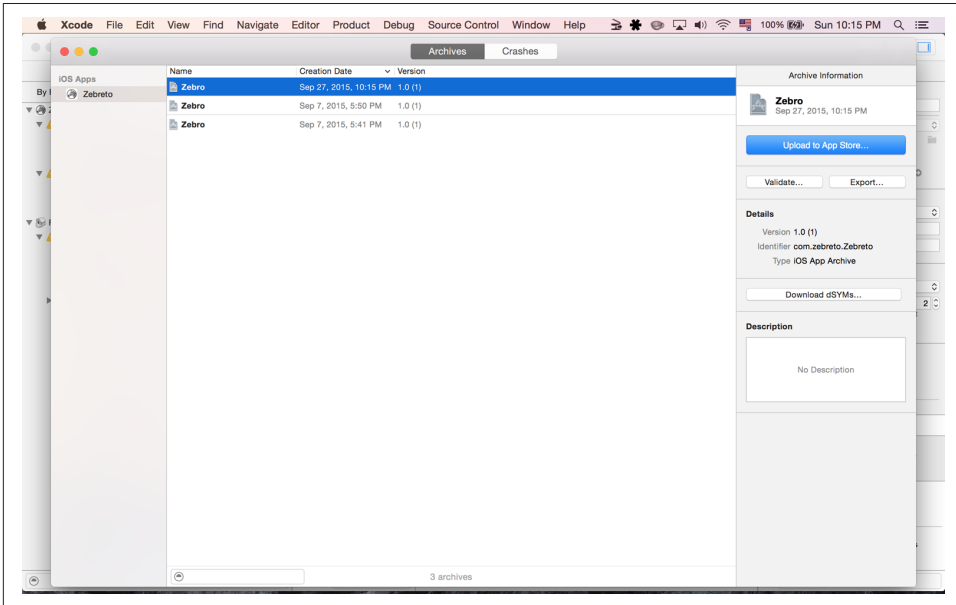 Xcode File Edit View Find Navigate Editor Product Debug Source Control Window Help 100% Sun 10:15 PM
Archives Crashes
iOS Apps
Zebreto
Name Creation Date Version
Zebro Sep 27, 2015, 10:15 PM 1.0 (1)
Zebro Sep 7, 2015, 5:50 PM 1.0 (1)
Zebro Sep 7, 2015, 5:41 PM 1.0 (1)
3 archives
Archive Information
Zebro
Sep 27, 2015, 10:15 PM
Upload to App Store...
Validate... Export...
Details
Version 1.0 (1)
Identifier com.zebreto.Zebreto
Type iOS App Archive
Download dSYMs...
Description
No Description
By
2